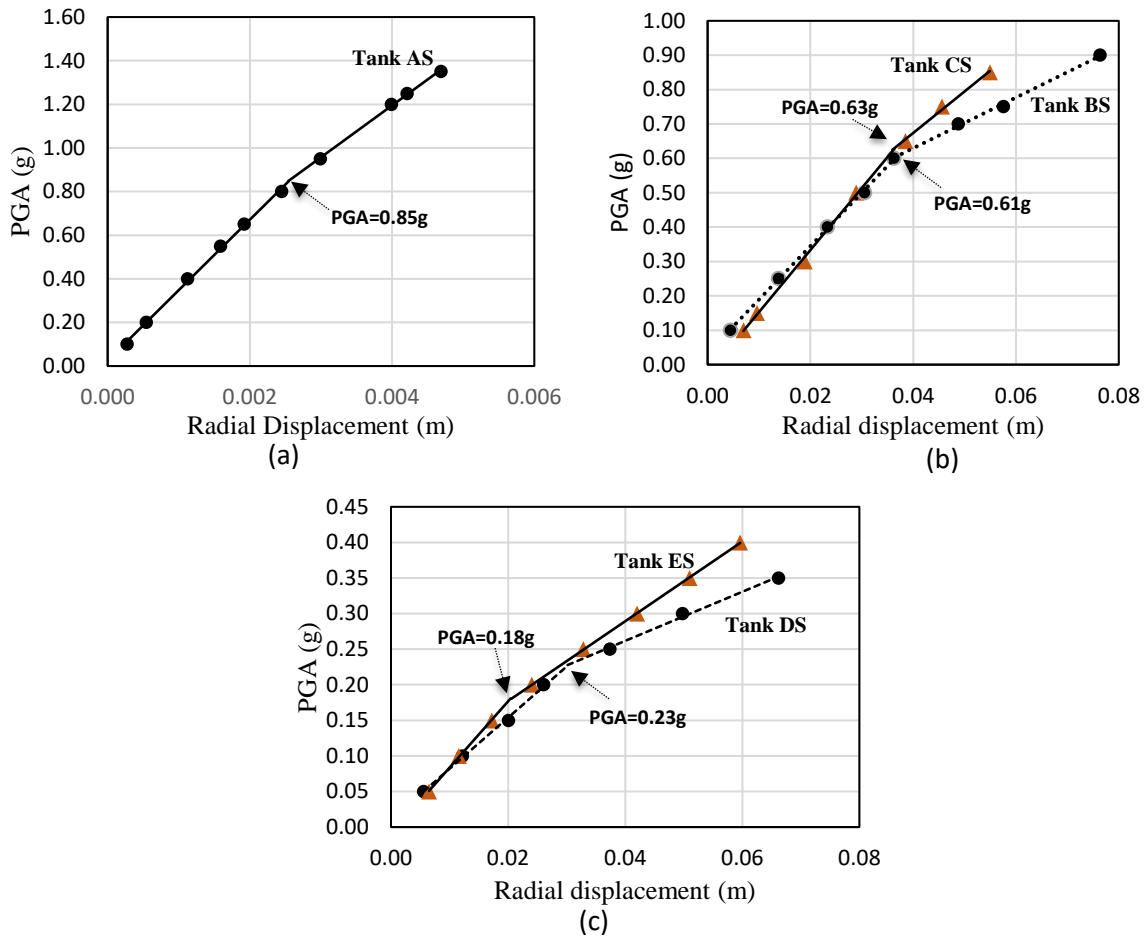 1.60
1.40
1.20
1.00
0.80
0.60
0.40
0.20
0.00
PGA (g)
Tank AS
PGA=0.85g
0.000 0.002 0.004 0.006
Radial Displacement (m)
(a)
1.00
0.90
0.80
0.70
0.60
0.50
0.40
0.30
0.20
0.10
0.00
PGA (g)
Tank CS
Tank BS
PGA=0.63g
PGA=0.61g
0.00 0.02 0.04 0.06 0.08
Radial displacement (m)
(b)
0.45
0.40
0.35
0.30
0.25
0.20
0.15
0.10
0.05
0.00
PGA (g)
Tank ES
Tank DS
PGA=0.18g
PGA=0.23g
0.00 0.02 0.04 0.06 0.08
Radial displacement (m)
(c)